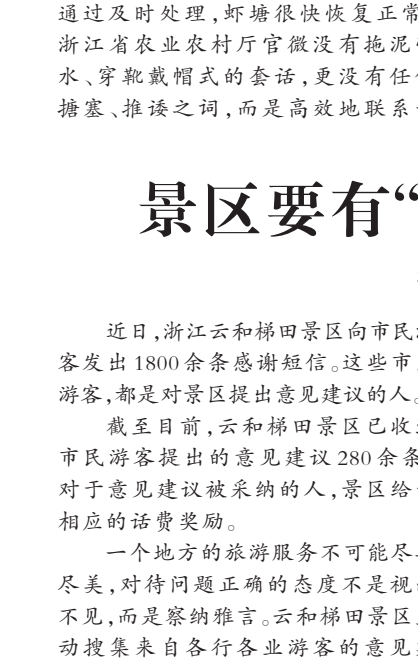 通过及时处理,虾塘很快恢复正常
浙江省农业农村厅官微没有拖泥
水、穿靴戴帽式的套话,更没有任
搪塞、推诿之词,而是高效地联系
景区要有“
近日,浙江云和梯田景区向市民
客发出1800余条感谢短信。这些市
游客,都是对景区提出意见建议的人。
截至目前,云和梯田景区已收
市民游客提出的意见建议280余条
对于意见建议被采纳的人,景区给
相应的话费奖励。
一个地方的旅游服务不可能尽
尽美,对待问题正确的态度不是视
不见,而是察纳雅言。云和梯田景区
动搜集来自各行各业游客的意见